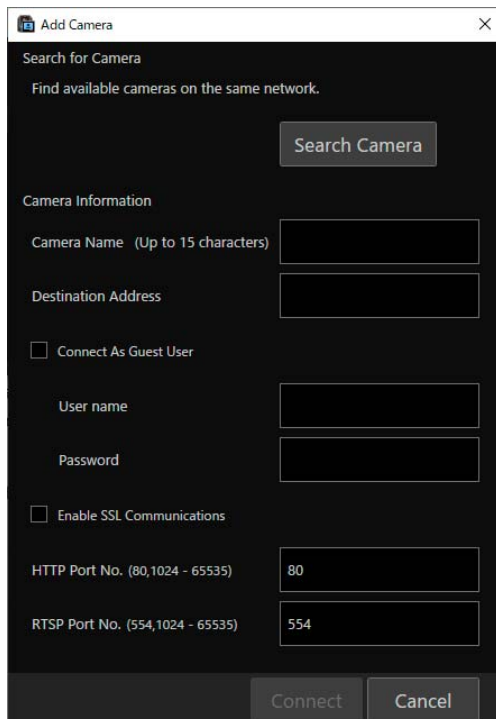 Add Camera
Search for Camera
Find available cameras on the same network.
Search Camera
Camera Information
Camera Name (Up to 15 characters)
Destination Address
Connect As Guest User
User name
Password
Enable SSL Communications
HTTP Port No. (80,1024 - 65535) 80
RTSP Port No. (554,1024 - 65535) 554
Connect Cancel